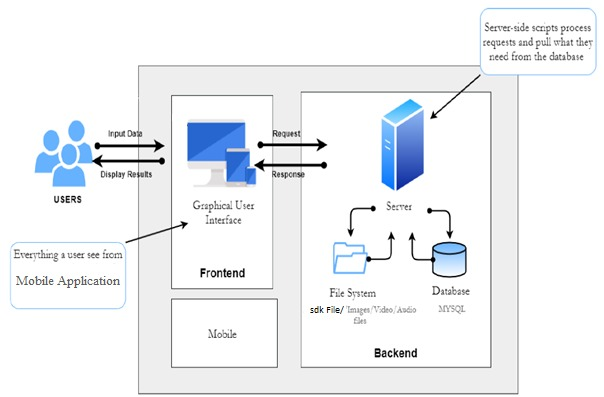 Server-side scripts process
requests and pull what they
need from the database
Input Data
Display Results
USERS
Request
Response
Graphical User
Interface
Frontend
Server
Everything a user see from
Mobile Application
File System
sdk File/ 'Images/Video/Audio
files
Database
MYSQL
Mobile
Backend